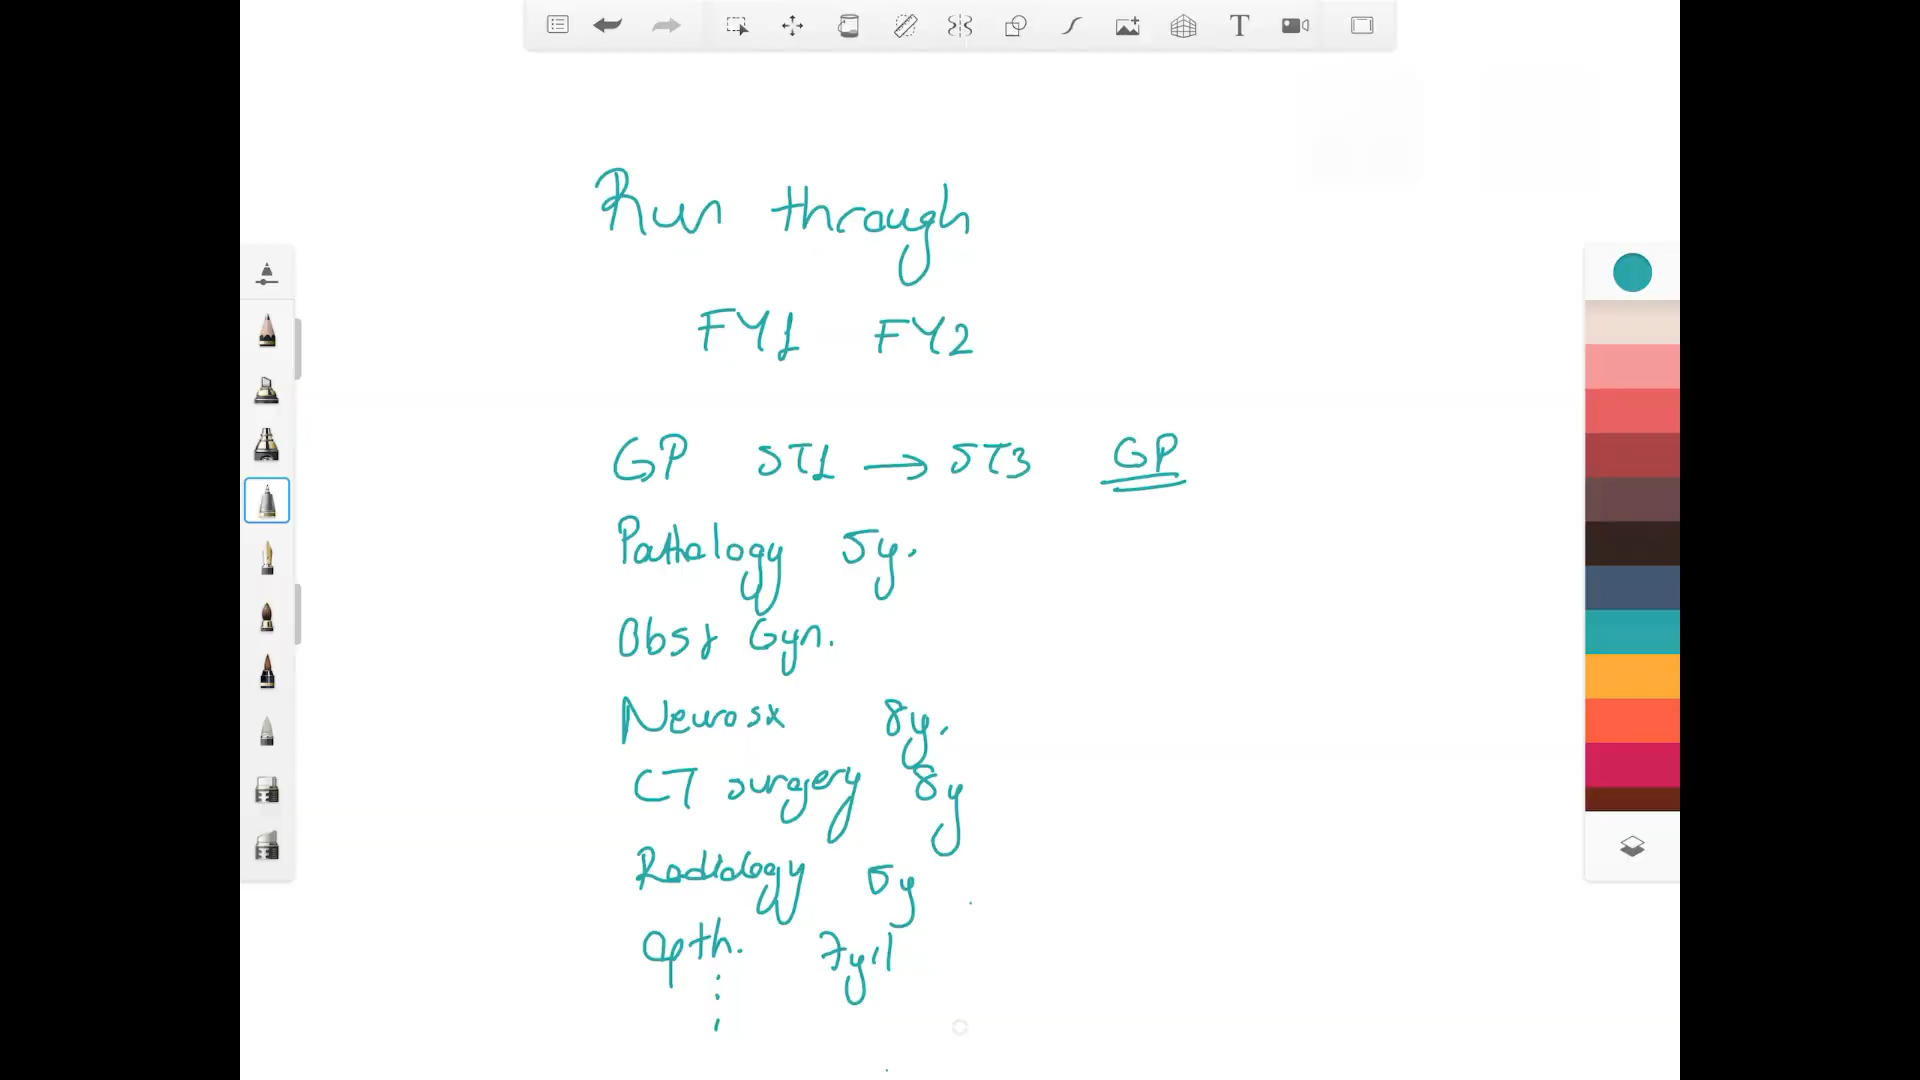 T
Run through
FY1 FY2
GP ST1 → ST3 GP
Pathology 5y.
Obs & Gyn.
Neurosx 8y.
CT surgery 8y
Radiology 5y
Opth. 7yıl